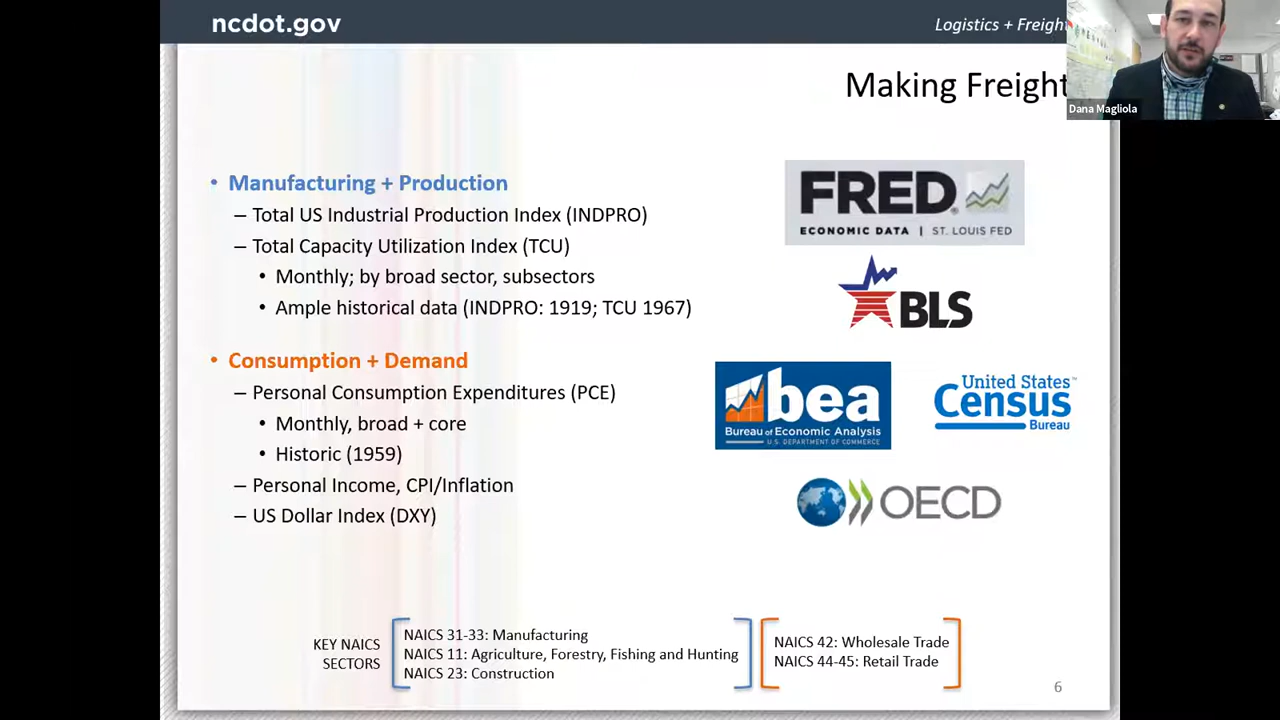 ncdot.gov
Logistics + Freight
Dana Magliola
Making Freight
• Manufacturing + Production
– Total US Industrial Production Index (INDPRO)
– Total Capacity Utilization Index (TCU)
• Monthly; by broad sector, subsectors
• Ample historical data (INDPRO: 1919; TCU 1967)
• Consumption + Demand
– Personal Consumption Expenditures (PCE)
• Monthly, broad + core
• Historic (1959)
– Personal Income, CPI/Inflation
– US Dollar Index (DXY)
FRED®
ECONOMIC DATA | ST. LOUIS FED
BLS
bea
Bureau of Economic Analysis
U.S. DEPARTMENT OF COMMERCE
United States™
Census
Bureau
OECD
KEY NAICS
SECTORS
NAICS 31-33: Manufacturing
NAICS 11: Agriculture, Forestry, Fishing and Hunting
NAICS 23: Construction
NAICS 42: Wholesale Trade
NAICS 44-45: Retail Trade
6